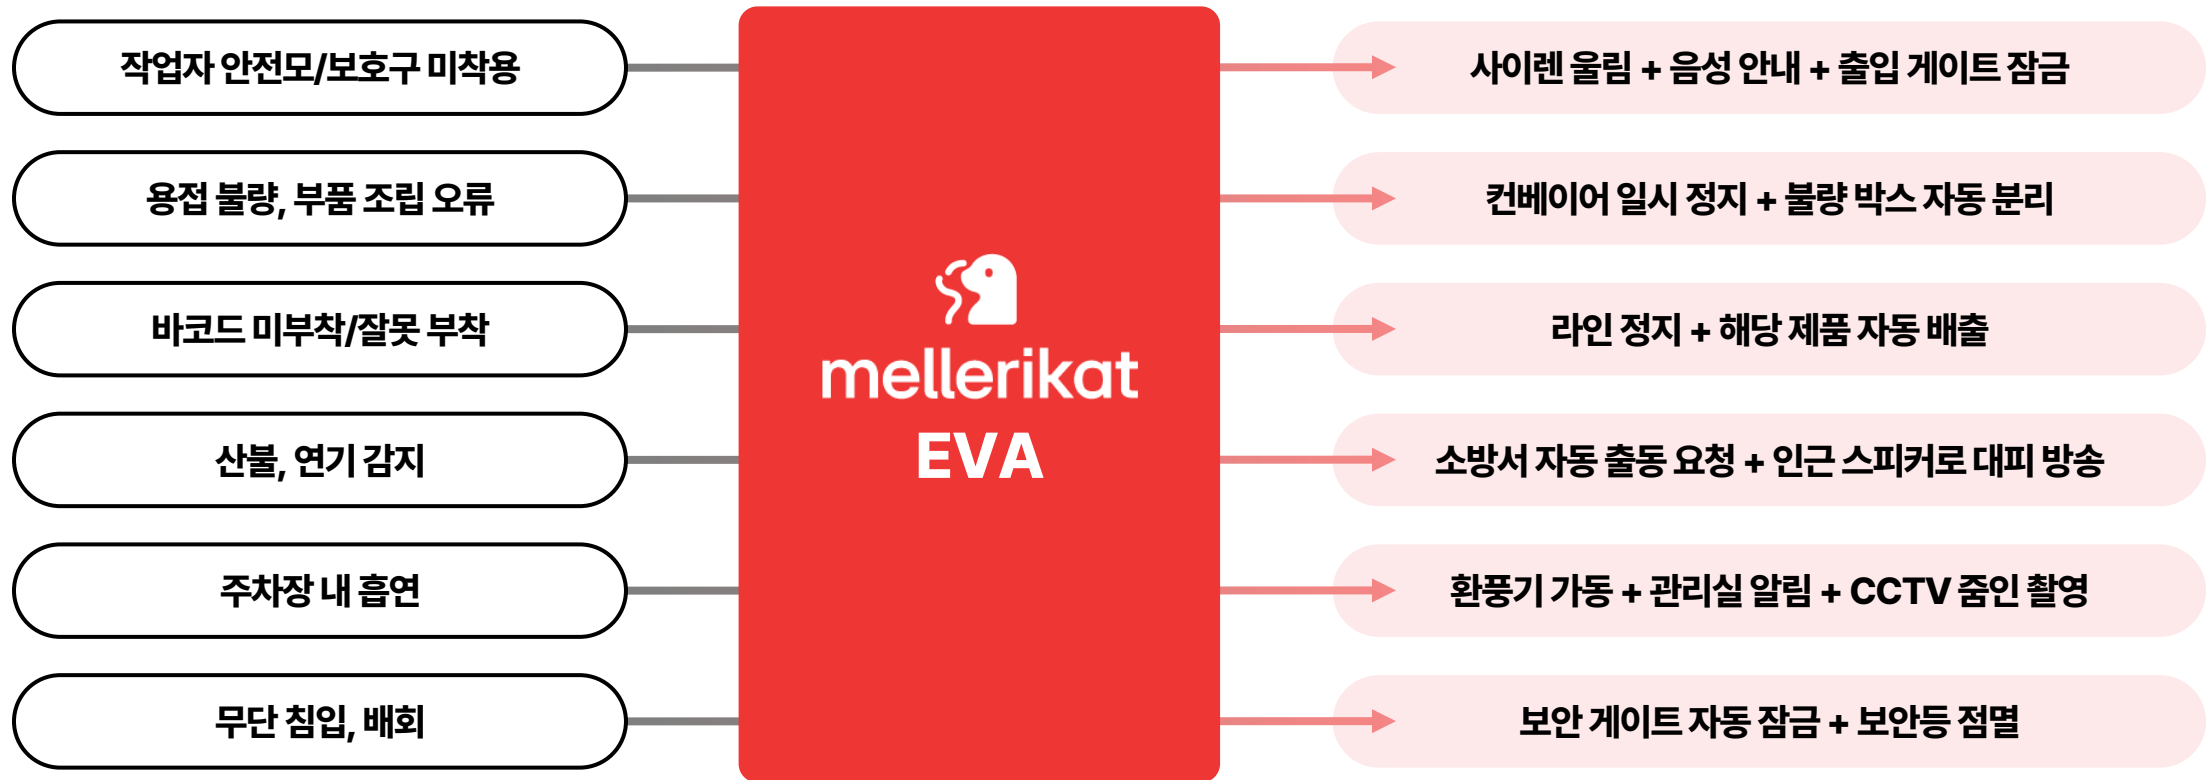 작업자 안전모/보호구 미착용
사이렌 울림 + 음성 안내 + 출입 게이트 잠금
용접 불량, 부품 조립 오류
컨베이어 일시 정지 + 불량 박스 자동 분리
바코드 미부착/잘못 부착
라인 정지 + 해당 제품 자동 배출
mellerikat
EVA
산불, 연기 감지
소방서 자동 출동 요청 + 인근 스피커로 대피 방송
주차장 내 흡연
환풍기 가동 + 관리실 알림 + CCTV 줌인 촬영
무단 침입, 배회
보안 게이트 자동 잠금 + 보안등 점멸